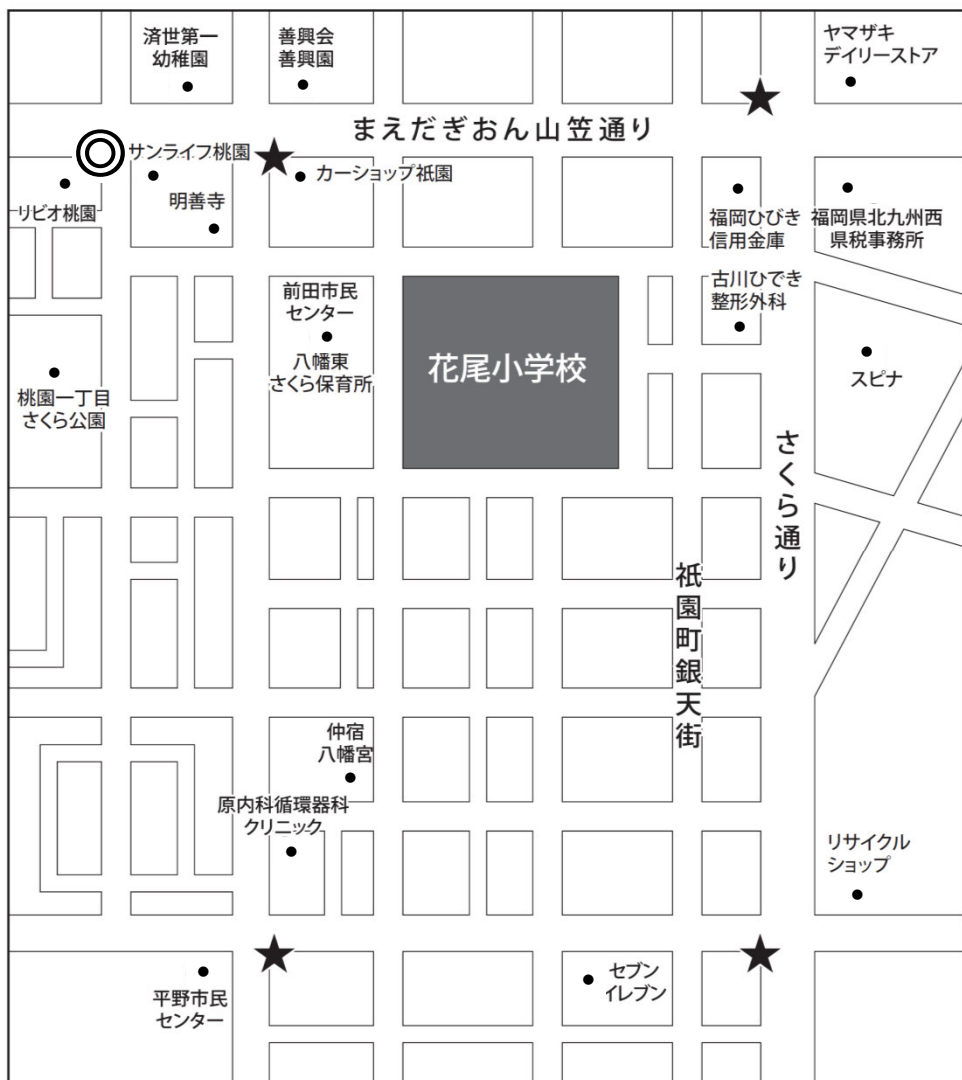 済世第一
幼稚園
善興会
善興園
ヤマザキ
デイリーストア
まえだぎおん山笠通り
サンライフ桃園
カーショップ祇園
リビオ桃園
明善寺
福岡ひびき
信用金庫
福岡県北九州西
県税事務所
前田市民
センター
八幡東
さくら保育所
花尾小学校
古川ひでき
整形外科
スピナ
桃園一丁目
さくら公園
さくら通り
祇園町銀天街
仲宿
八幡宮
原内科循環器科
クリニック
リサイクル
ショップ
平野市民
センター
セブン
イレブン